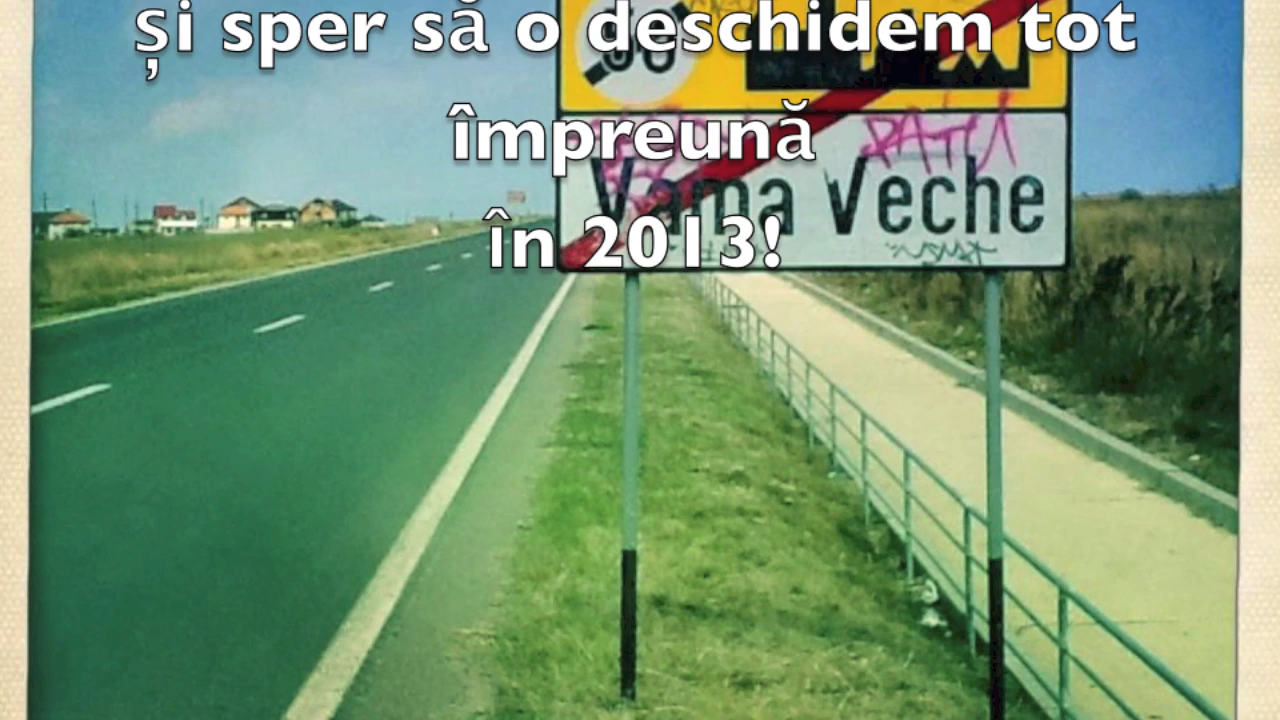 și sper să o deschidem tot
împreună
în 2013!
Vama Veche